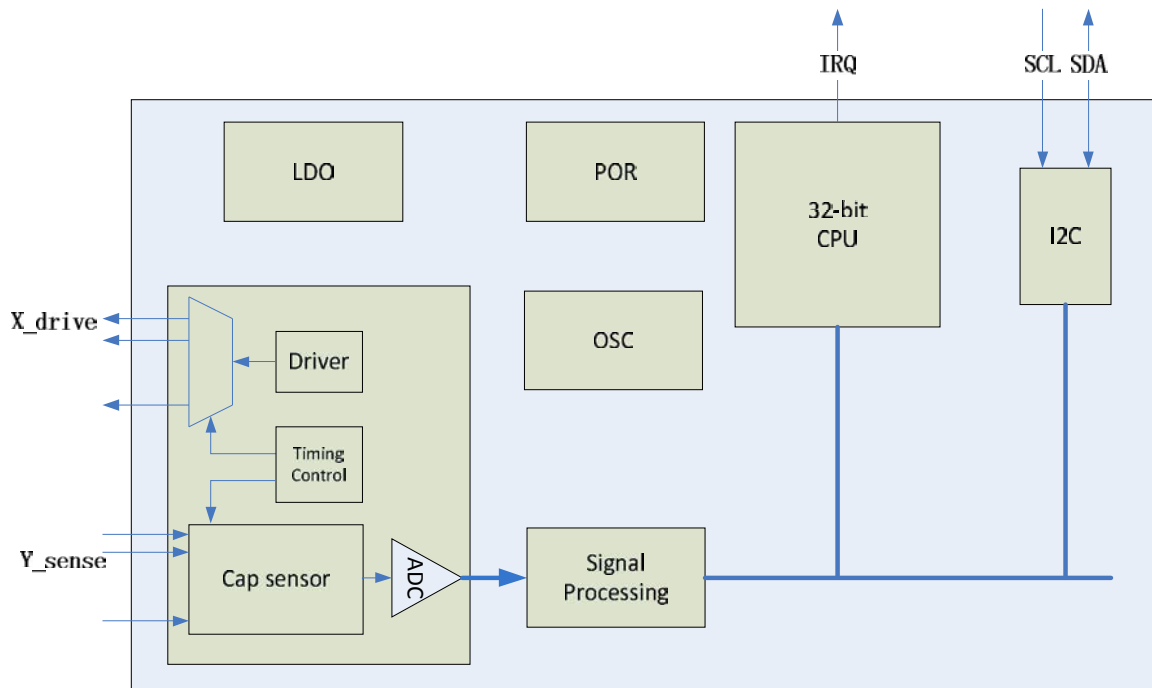 IRQ
SCL SDA
LDO
POR
32-bit
CPU
I2C
X_drive
Driver
OSC
Timing
Control
Y_sense
Cap sensor
ADC
Signal
Processing